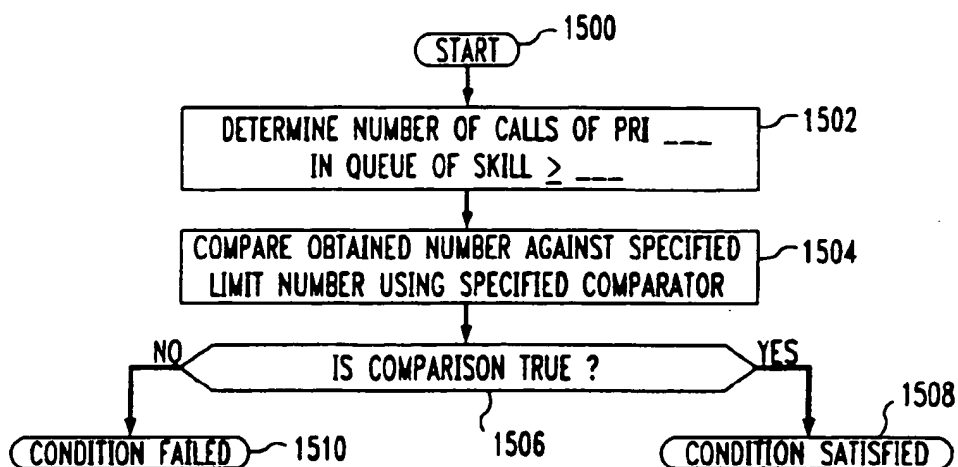 START
1500
DETERMINE NUMBER OF CALLS OF PRI ___
IN QUEUE OF SKILL ≥ ___
1502
COMPARE OBTAINED NUMBER AGAINST SPECIFIED
LIMIT NUMBER USING SPECIFIED COMPARATOR
1504
NO
IS COMPARISON TRUE ?
YES
1506
CONDITION FAILED
1510
CONDITION SATISFIED
1508